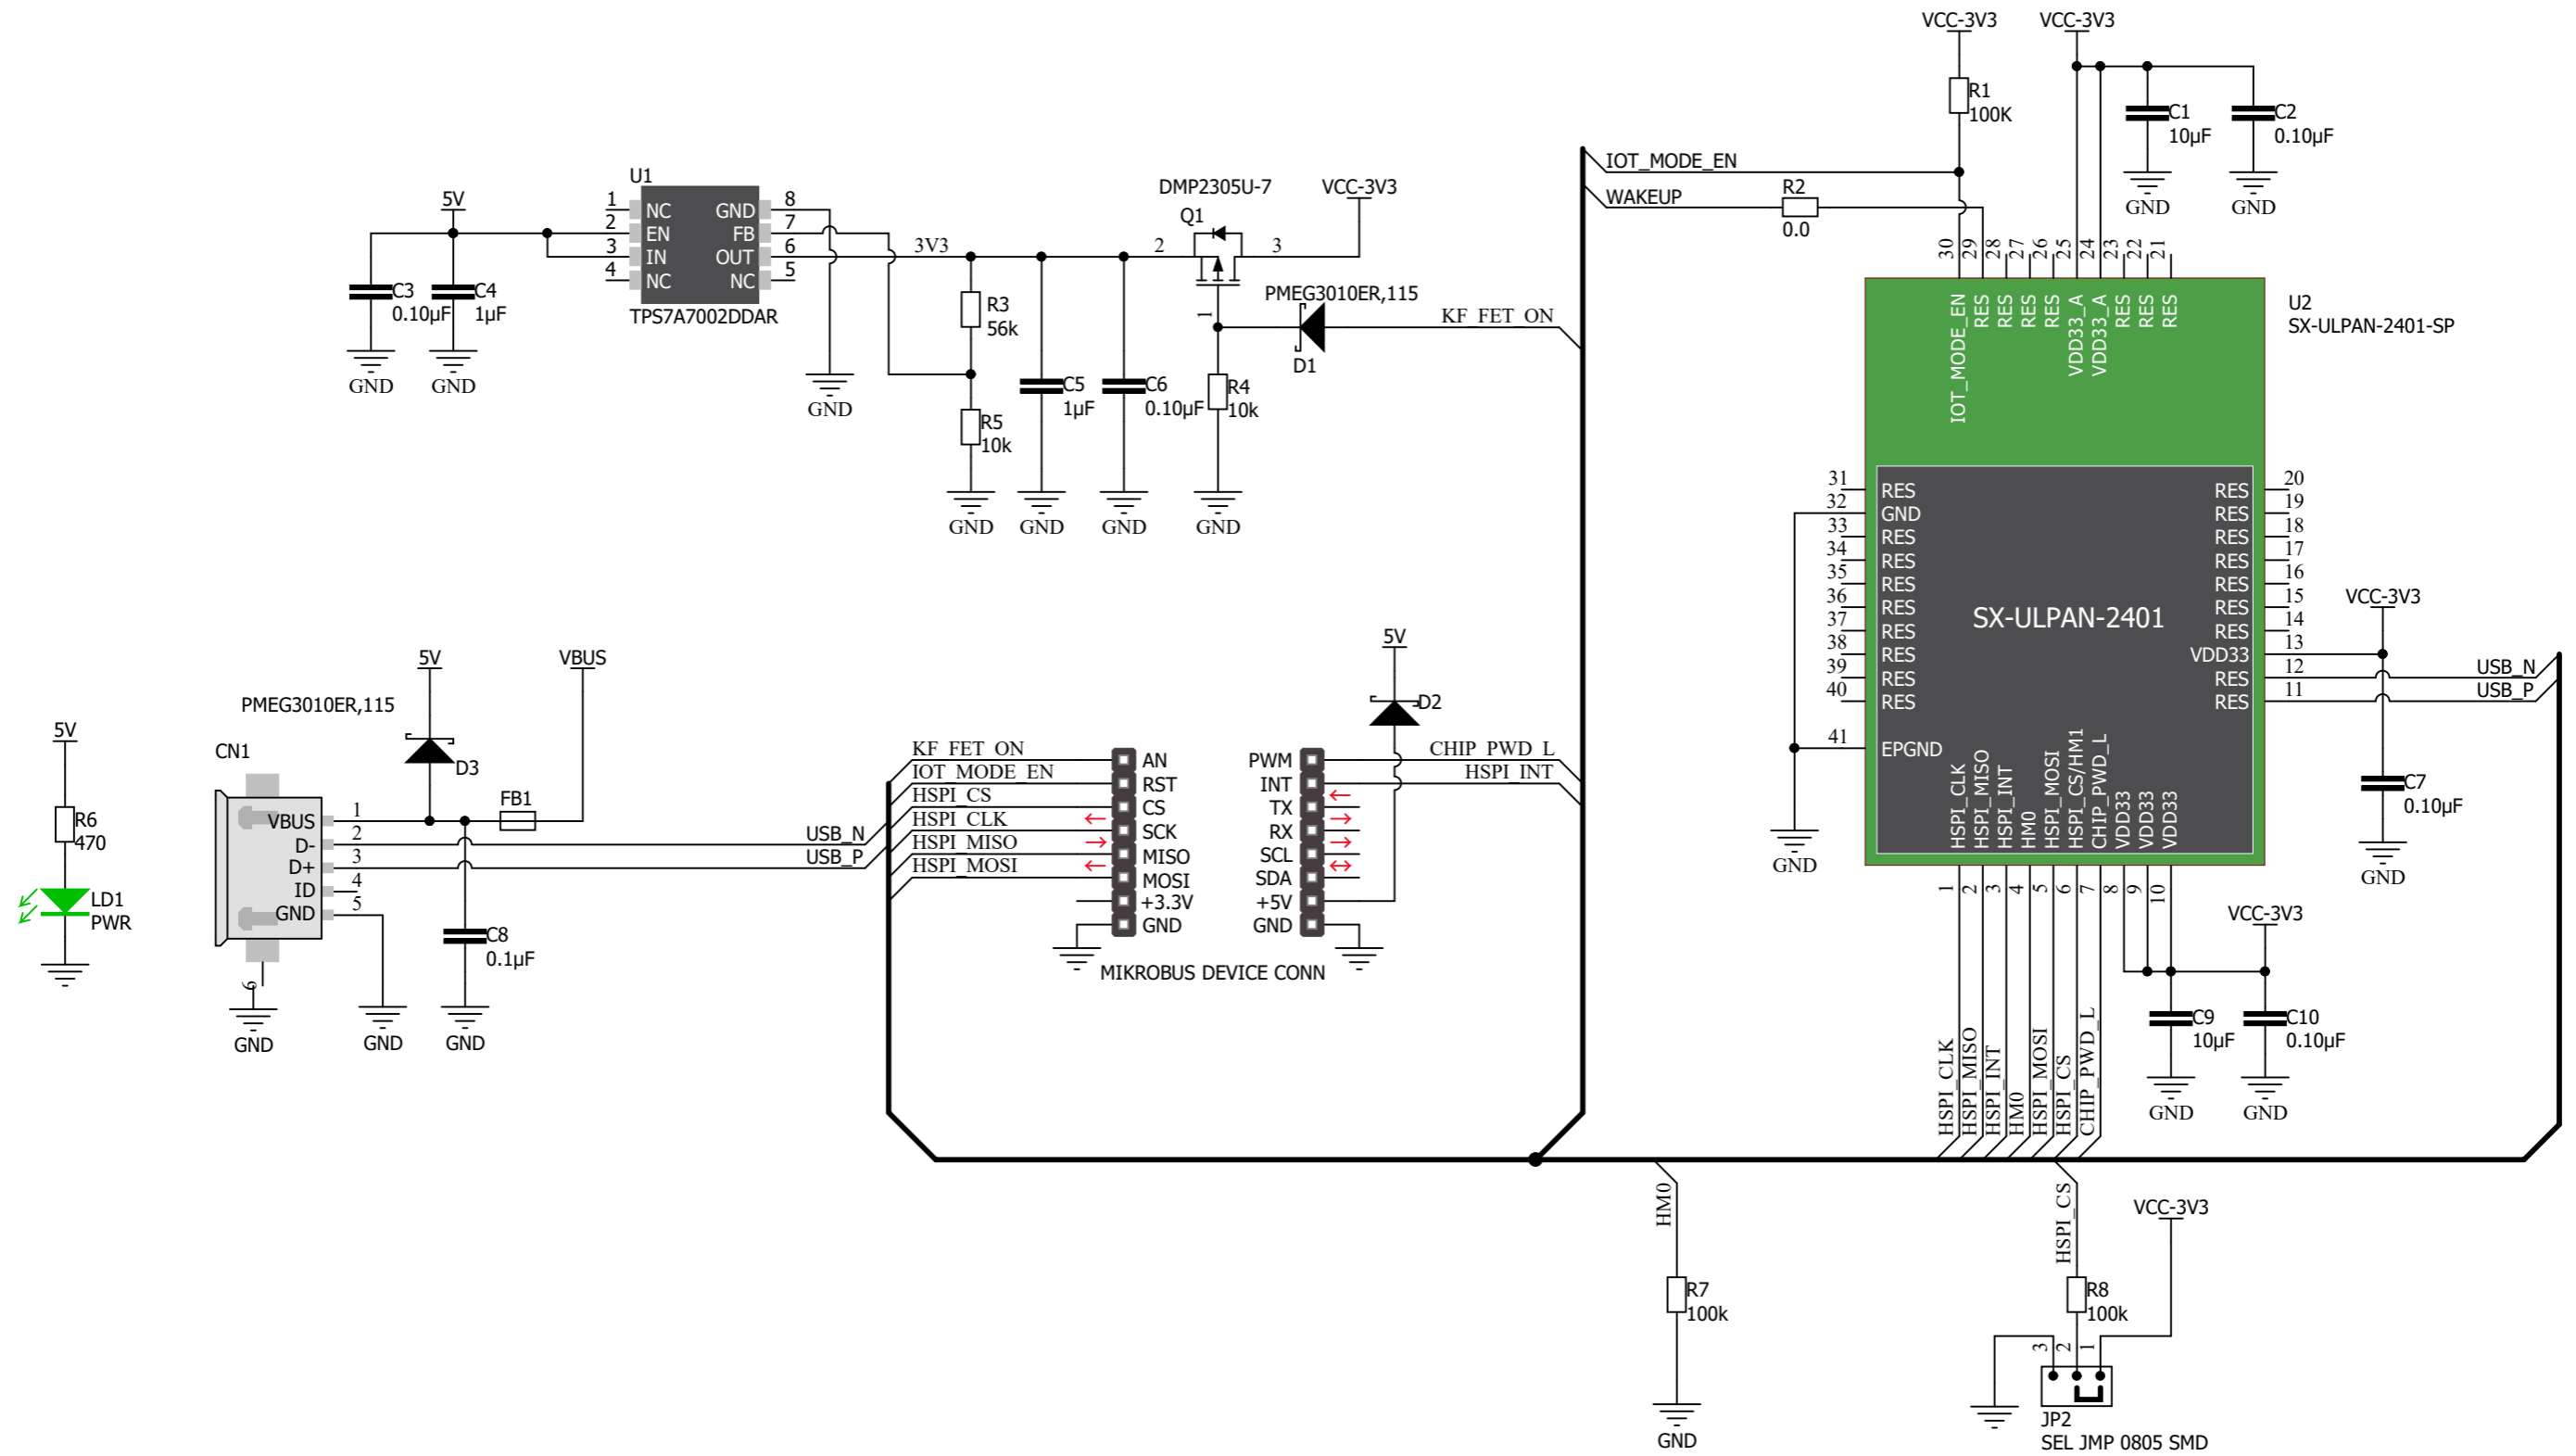 VCC-3V3
VCC-3V3
R1
100K
C1
10µF
C2
0.10µF
GND
GND
IOT_MODE_EN
WAKEUP
R2
0.0
U1
1 NC
2 EN
3 IN
4 NC
GND 8
FB 7
OUT 6
NC 5
TPS7A7002DDAR
5V
C3
0.10µF
C4
1µF
GND
GND
GND
3V3
R3
56k
R5
10k
C5
1µF
C6
0.10µF
GND
GND
GND
DMP2305U-7
Q1
2
3
1
VCC-3V3
PMEG3010ER,115
D1
KF_FET_ON
R4
10k
GND
30
29
28
27
26
25
24
23
22
21
IOT_MODE_EN
RES
RES
RES
RES
VDD33_A
VDD33_A
RES
RES
RES
U2
SX-ULPAN-2401-SP
31 RES
32 GND
33 RES
34 RES
35 RES
36 RES
37 RES
38 RES
39 RES
40 RES
41 EPGND
SX-ULPAN-2401
RES 20
RES 19
RES 18
RES 17
RES 16
RES 15
RES 14
VDD33 13
RES 12
RES 11
VCC-3V3
USB_N
USB_P
C7
0.10µF
GND
GND
HSPI_CLK
HSPI_MISO
HSPI_INT
HM0
HSPI_MOSI
HSPI_CS/HM1
CHIP_PWD_L
VDD33
VDD33
VDD33
1
2
3
4
5
6
7
8
9
10
HSPI_CLK
HSPI_MISO
HSPI_INT
HM0
HSPI_MOSI
HSPI_CS
CHIP_PWD_L
VCC-3V3
C9
10µF
C10
0.10µF
GND
GND
5V
R6
470
LD1
PWR
PMEG3010ER,115
5V
VBUS
CN1
D3
FB1
VBUS 1
D- 2
D+ 3
ID 4
GND 5
6
GND
GND
GND
C8
0.1µF
USB_N
USB_P
KF_FET_ON
IOT_MODE_EN
HSPI_CS
HSPI_CLK
HSPI_MISO
HSPI_MOSI
AN
RST
CS
SCK
MISO
MOSI
+3.3V
GND
PWM
INT
TX
RX
SCL
SDA
+5V
GND
MIKROBUS DEVICE CONN
5V
D2
CHIP_PWD_L
HSPI_INT
HM0
R7
100k
GND
HSPI_CS
VCC-3V3
R8
100k
3
2
1
JP2
SEL JMP 0805 SMD